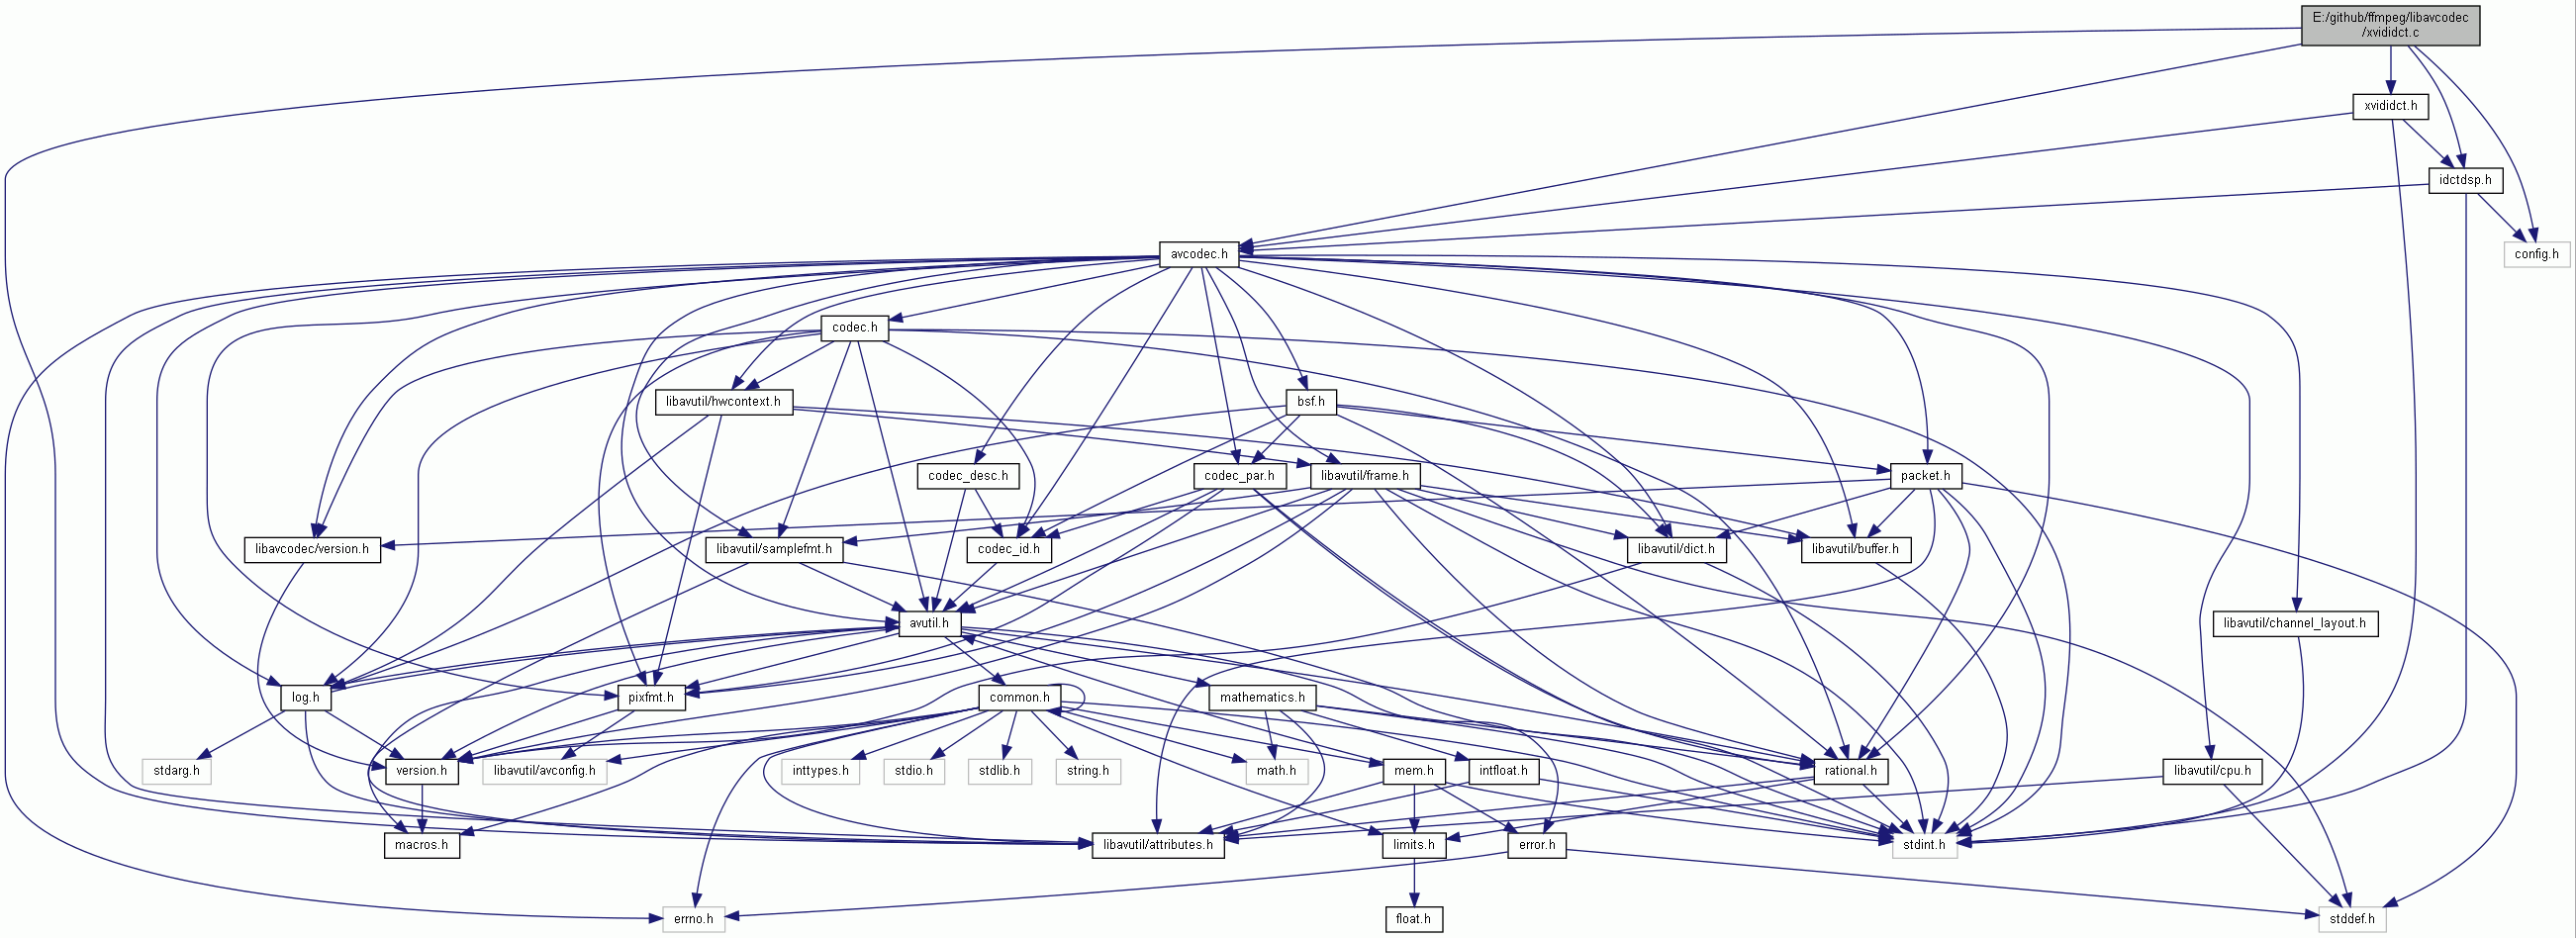 E:/github/ffmpeg/libavcodec
/xvididct.c
xvididct.h
idctdsp.h
avcodec.h
config.h
codec.h
libavutil/hwcontext.h
bsf.h
codec_desc.h
codec_par.h
libavutil/frame.h
packet.h
libavcodec/version.h
libavutil/samplefmt.h
codec_id.h
libavutil/dict.h
libavutil/buffer.h
avutil.h
libavutil/channel_layout.h
log.h
pixfmt.h
common.h
mathematics.h
stdarg.h
version.h
libavutil/avconfig.h
inttypes.h
stdio.h
stdlib.h
string.h
math.h
mem.h
intfloat.h
rational.h
libavutil/cpu.h
macros.h
libavutil/attributes.h
limits.h
error.h
stdint.h
errno.h
float.h
stddef.h